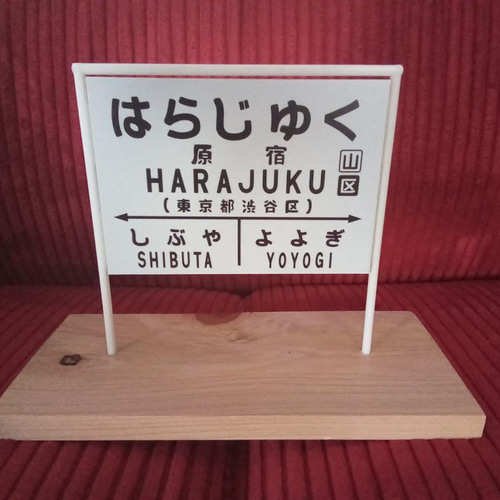 はらじゅく
原宿 山
HARAJUKU 区
(東京都渋谷区)
しぶや よよぎ
SHIBUTA YOYOGI